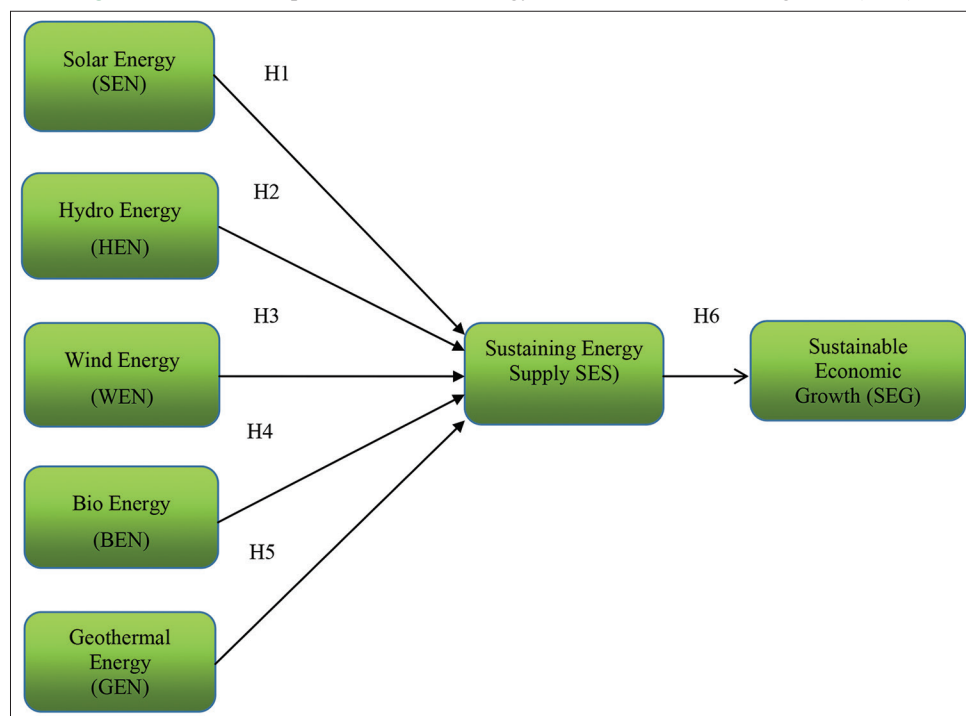 Solar Energy
(SEN)
H1
Hydro Energy
(HEN)
H2
Wind Energy
(WEN)
H3
Bio Energy
(BEN)
H4
Geothermal
Energy
(GEN)
H5
Sustaining Energy
Supply SES)
H6
Sustainable
Economic
Growth (SEG)